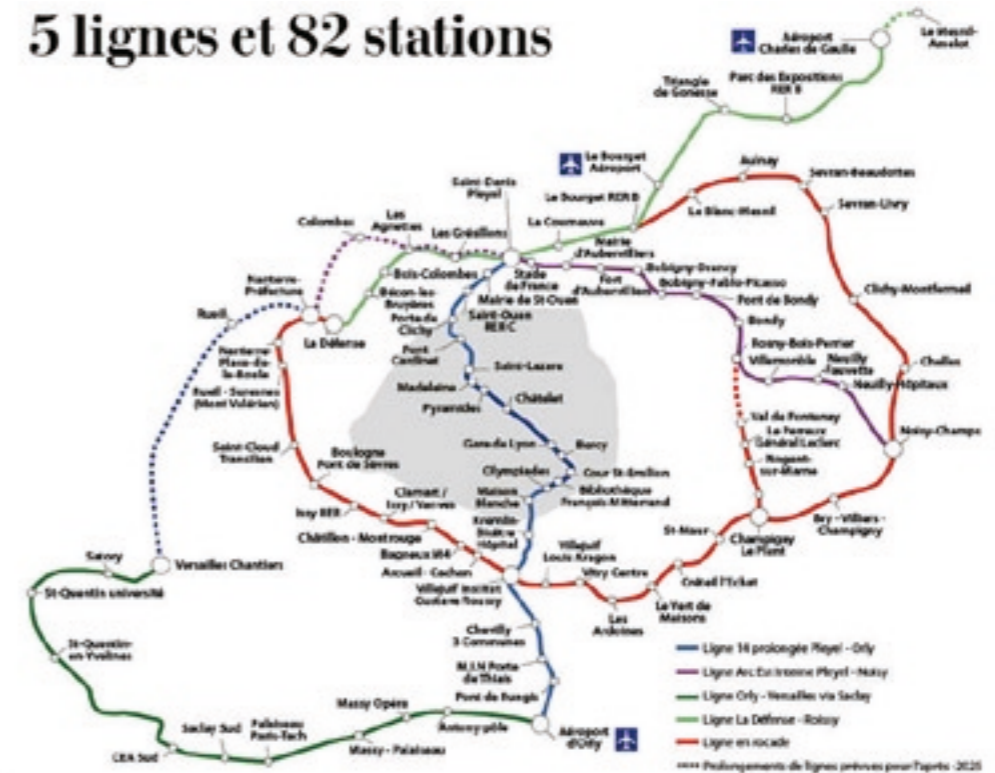 5 lignes et 82 stations
Le Mesnil-
Amelot
Aéroport
Charles de Gaulle
Parc des Expositions
RER B
Triangle
de Gonesse
Le Bourget
Aéroport
Le Bourget RER B
Aulnay
Sevran-Beaudottes
Sevran-Livry
Le Blanc-Mesnil
Saint-Denis
Pleyel
La Courneuve
Les
Agnettes
Les Grésillons
Colombes
Mairie
d'Aubervilliers
Stade
de France
Fort
d'Aubervilliers
Bobigny-Drancy
Bobigny-Pablo-Picasso
Pont de Bondy
Bondy
Clichy-Montfermeil
Bois-Colombes
Bécon-les-
Bruyères
Mairie de St-Ouen
Saint-Ouen
RER C
Porte de
Clichy
Pont
Cardinet
Nanterre-
Préfecture
Rueil
La Défense
Nanterre-
Place-de-
la-Boule
Rueil - Suresnes
(Mont Valérien)
Saint-Lazare
Madeleine
Pyramides
Châtelet
Rosny-Bois-Perrier
Villemomble
Neuilly
Fauvette
Neuilly-Hôpitaux
Chelles
Val de Fontenay
Le Perreux
Général Leclerc
Nogent-
sur-Marne
Noisy-Champs
Saint-Cloud
Transilien
Boulogne
Pont de Sèvres
Gare de Lyon
Bercy
Olympiades
Cour St-Emilion
Bibliothèque
François Mitterrand
Maison
Blanche
Kremlin-
Bicêtre
Hôpital
Clamart /
Issy / Vanves
Issy RER
Châtillon - Montrouge
Bagneux M4
Arcueil - Cachan
Villejuif Institut
Gustave Roussy
Villejuif
Louis Aragon
Vitry Centre
Les
Ardoines
Le Vert de
Maisons
Créteil l'Echat
St-Maur
Champigny
Le Plant
Bry - Villiers -
Champigny
Satory
Versailles Chantiers
St-Quentin université
St-Quentin-
en-Yvelines
CEA Sud
Saclay Sud
Palaiseau
Paris-Tech
Massy Opéra
Massy - Palaiseau
Antony-pôle
Chevilly
3 Communes
M.I.N Porte
de Thiais
Pont de Rungis
Aéroport
d'Orly
Ligne 14 prolongée Pleyel - Orly
Ligne Arc Est Interne Pleyel - Noisy
Ligne Orly - Versailles via Saclay
Ligne La Défense - Roissy
Ligne en rocade
Prolongements de lignes prévues pour l'après -2025